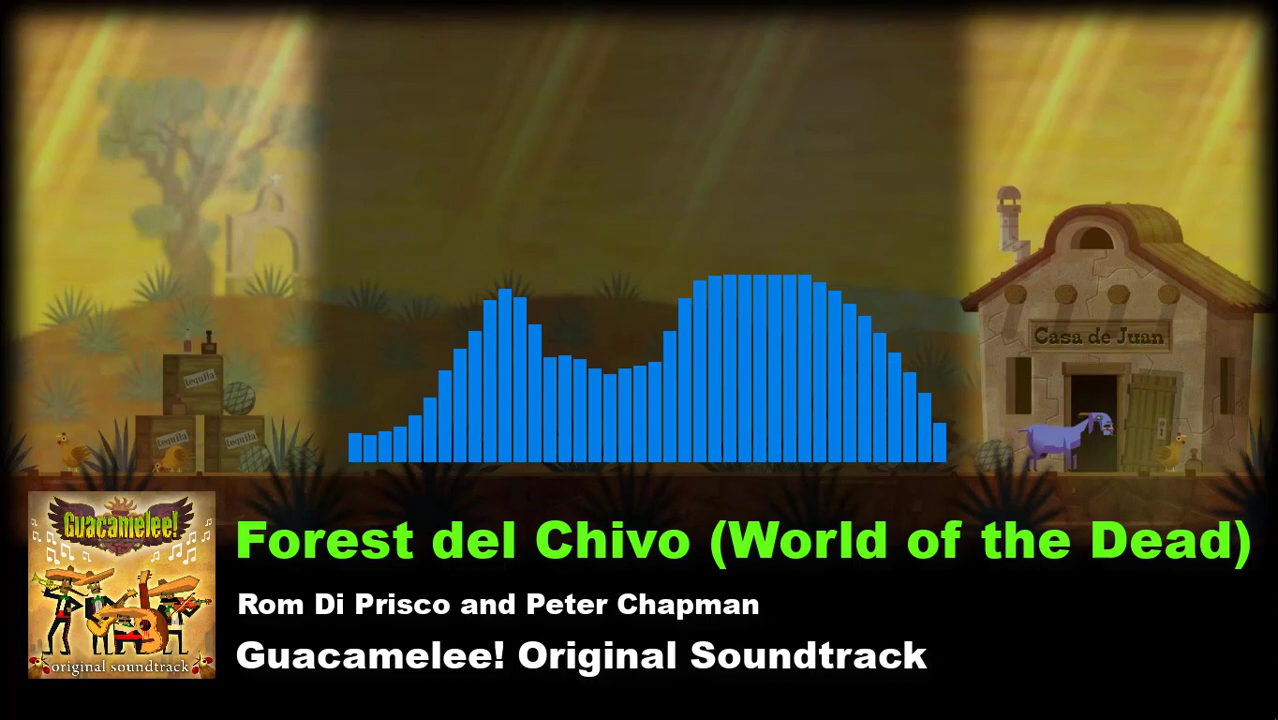 Casa de Juan
tequila
tequila
tequila
Guacamelee!
original soundtrack
Forest del Chivo (World of the Dead)
Rom Di Prisco and Peter Chapman
Guacamelee! Original Soundtrack